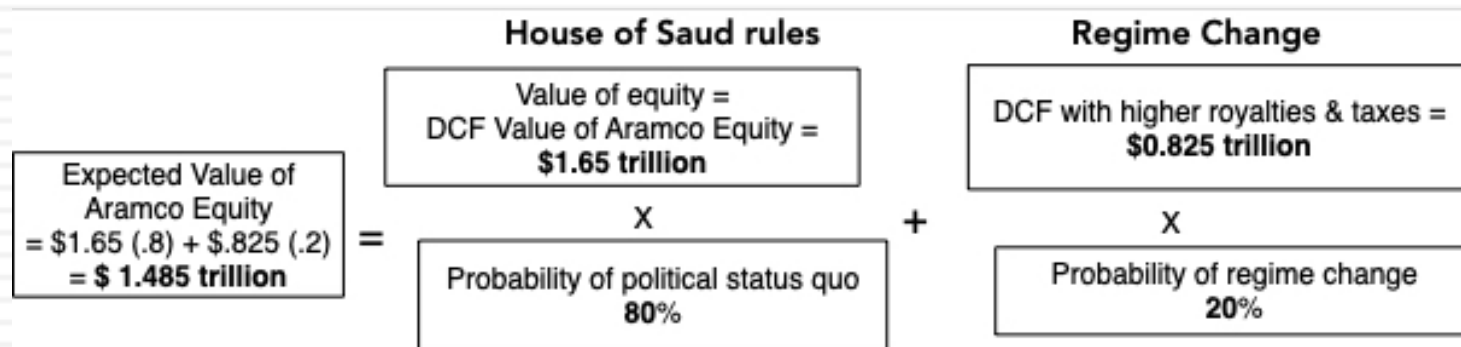 House of Saud rules
Regime Change
Value of equity =
DCF Value of Aramco Equity =
$1.65 trillion
DCF with higher royalties & taxes =
$0.825 trillion
Expected Value of
Aramco Equity
= $1.65 (.8) + $.825 (.2)
= $ 1.485 trillion
=
X
+
X
Probability of political status quo
80%
Probability of regime change
20%